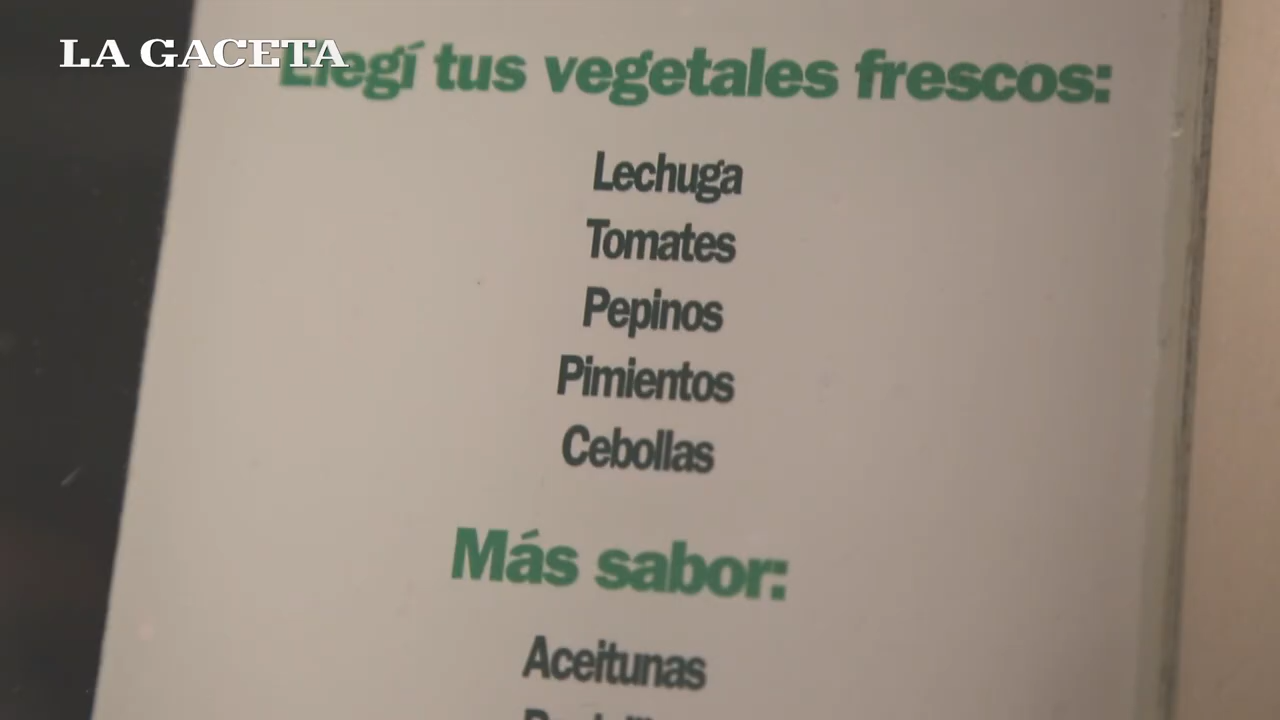 LA GACETA
Elegí tus vegetales frescos:
Lechuga
Tomates
Pepinos
Pimientos
Cebollas
Más sabor:
Aceitunas